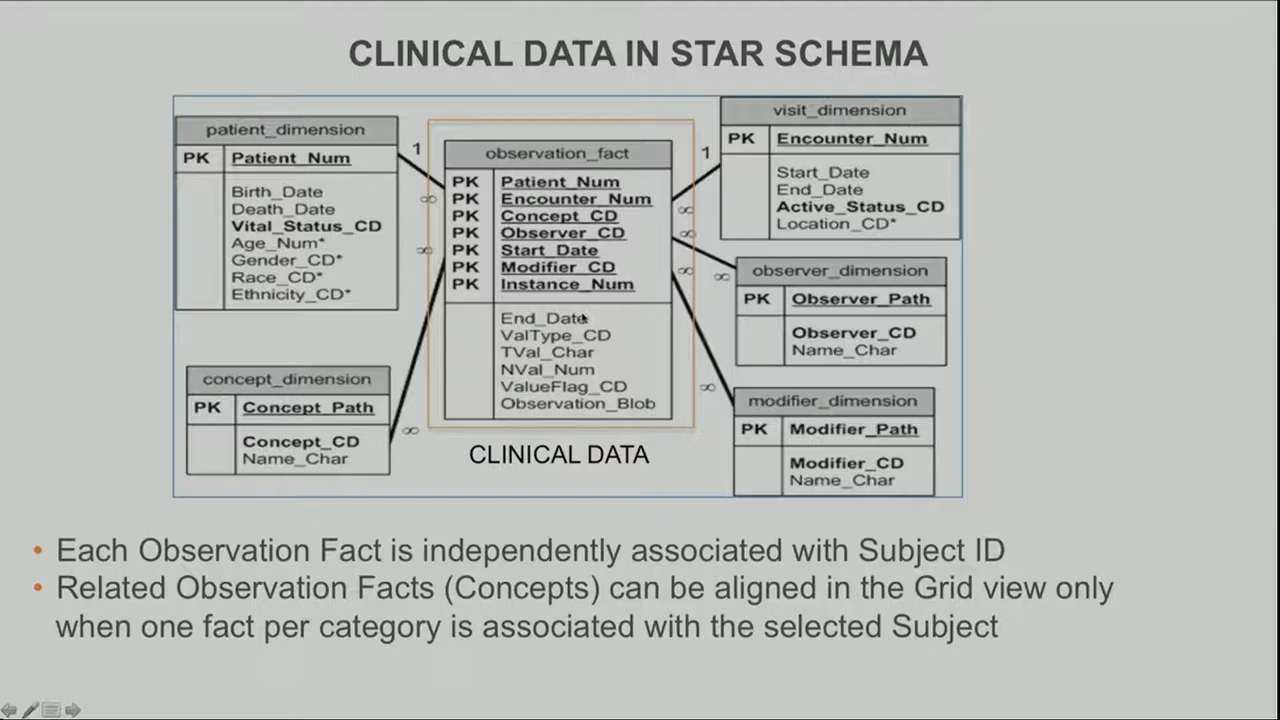 CLINICAL DATA IN STAR SCHEMA
patient_dimension
PK Patient_Num
Birth_Date
Death_Date
Vital_Status_CD
Age_Num*
Gender_CD*
Race_CD*
Ethnicity_CD*
concept_dimension
PK Concept_Path
Concept_CD
Name_Char
1
∞
∞
∞
observation_fact
PK Patient_Num
PK Encounter_Num
PK Concept_CD
PK Observer_CD
PK Start_Date
PK Modifier_CD
PK Instance_Num
End_Date
ValType_CD
TVal_Char
NVal_Num
ValueFlag_CD
Observation_Blob
CLINICAL DATA
1
∞
∞
∞
∞
∞
visit_dimension
PK Encounter_Num
Start_Date
End_Date
Active_Status_CD
Location_CD*
observer_dimension
PK Observer_Path
Observer_CD
Name_Char
modifier_dimension
PK Modifier_Path
Modifier_CD
Name_Char
• Each Observation Fact is independently associated with Subject ID
• Related Observation Facts (Concepts) can be aligned in the Grid view only
when one fact per category is associated with the selected Subject